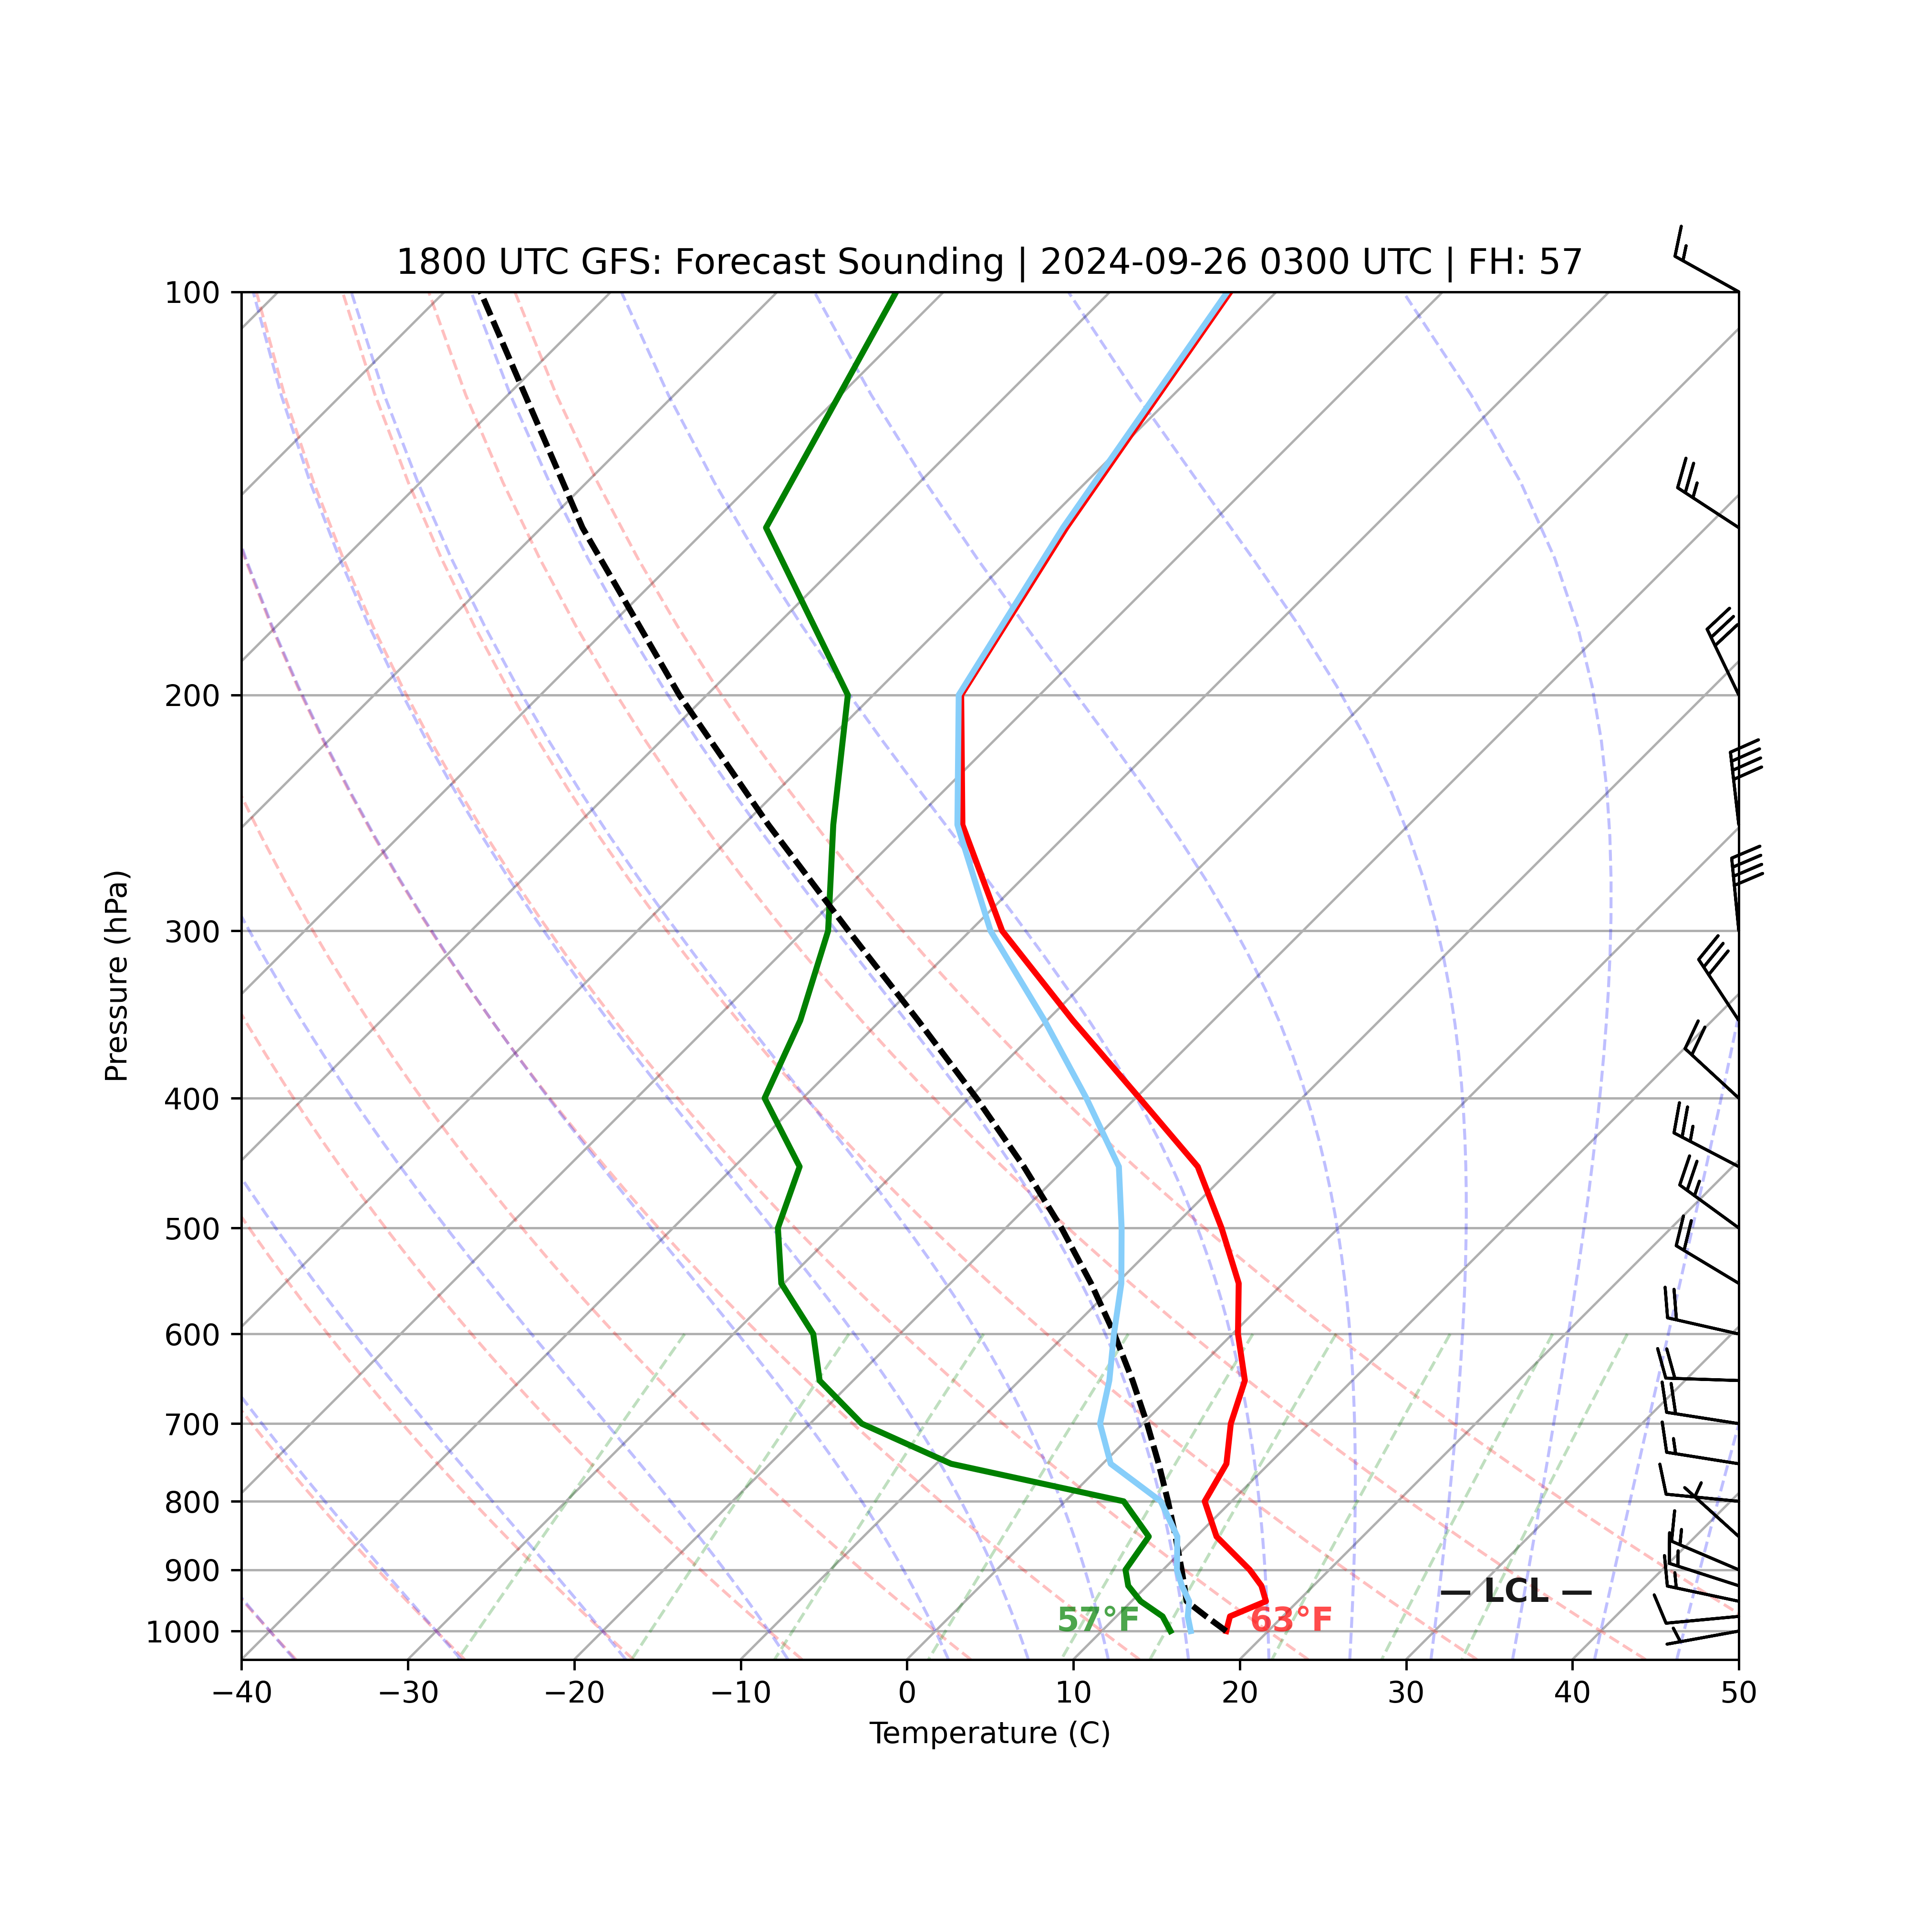 1800 UTC GFS: Forecast Sounding | 2024-09-26 0300 UTC | FH: 57
100
200
300
400
500
600
700
800
900
1000
Pressure (hPa)
— LCL —
57°F
63°F
−40 −30 −20 −10 0 10 20 30 40 50
Temperature (C)